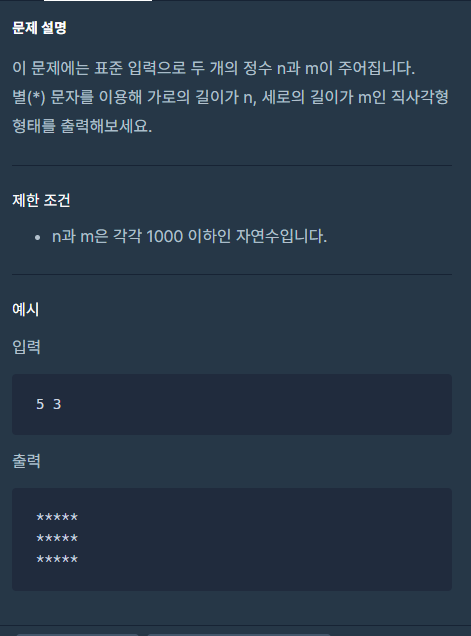 문제 설명
이 문제에는 표준 입력으로 두 개의 정수 n과 m이 주어집니다.
별(*) 문자를 이용해 가로의 길이가 n, 세로의 길이가 m인 직사각형
형태를 출력해보세요.
제한 조건
• n과 m은 각각 1000 이하인 자연수입니다.
예시
입력
5 3
출력
*****
*****
*****